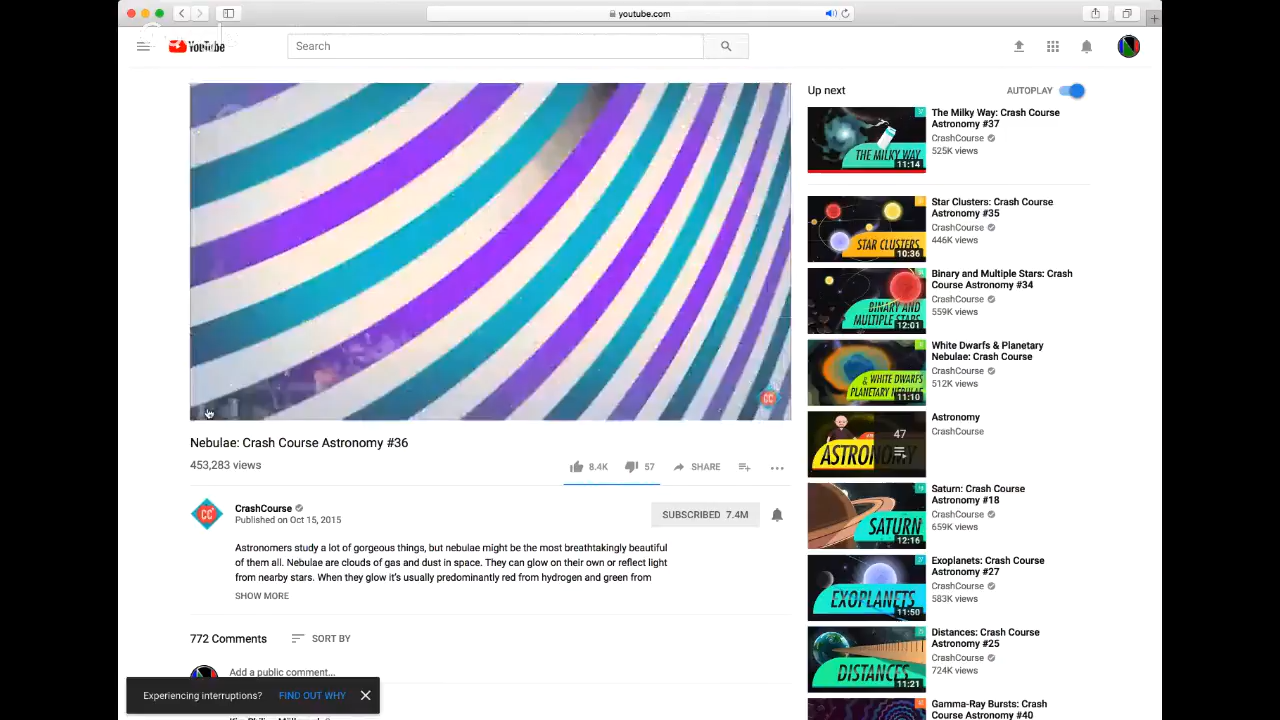 youtube.com
YouTube
Search
Nebulae: Crash Course Astronomy #36
453,283 views
8.4K
57
SHARE
CC
CrashCourse
Published on Oct 15, 2015
SUBSCRIBED 7.4M
Astronomers study a lot of gorgeous things, but nebulae might be the most breathtakingly beautiful
of them all. Nebulae are clouds of gas and dust in space. They can glow on their own or reflect light
from nearby stars. When they glow it's usually predominantly red from hydrogen and green from
SHOW MORE
772 Comments
SORT BY
Add a public comment...
Experiencing interruptions?
FIND OUT WHY
Up next
AUTOPLAY
THE MILKY WAY
11:14
The Milky Way: Crash Course
Astronomy #37
CrashCourse
525K views
STAR CLUSTERS
10:36
Star Clusters: Crash Course
Astronomy #35
CrashCourse
446K views
BINARY AND
MULTIPLE STARS
12:01
Binary and Multiple Stars: Crash
Course Astronomy #34
CrashCourse
559K views
WHITE DWARFS
& PLANETARY NEBULAE
11:10
White Dwarfs & Planetary
Nebulae: Crash Course
CrashCourse
512K views
ASTRONOMY
47
Astronomy
CrashCourse
SATURN
12:16
Saturn: Crash Course
Astronomy #18
CrashCourse
659K views
EXOPLANETS
11:50
Exoplanets: Crash Course
Astronomy #27
CrashCourse
583K views
DISTANCES
11:21
Distances: Crash Course
Astronomy #25
CrashCourse
724K views
Gamma-Ray Bursts: Crash
Course Astronomy #40